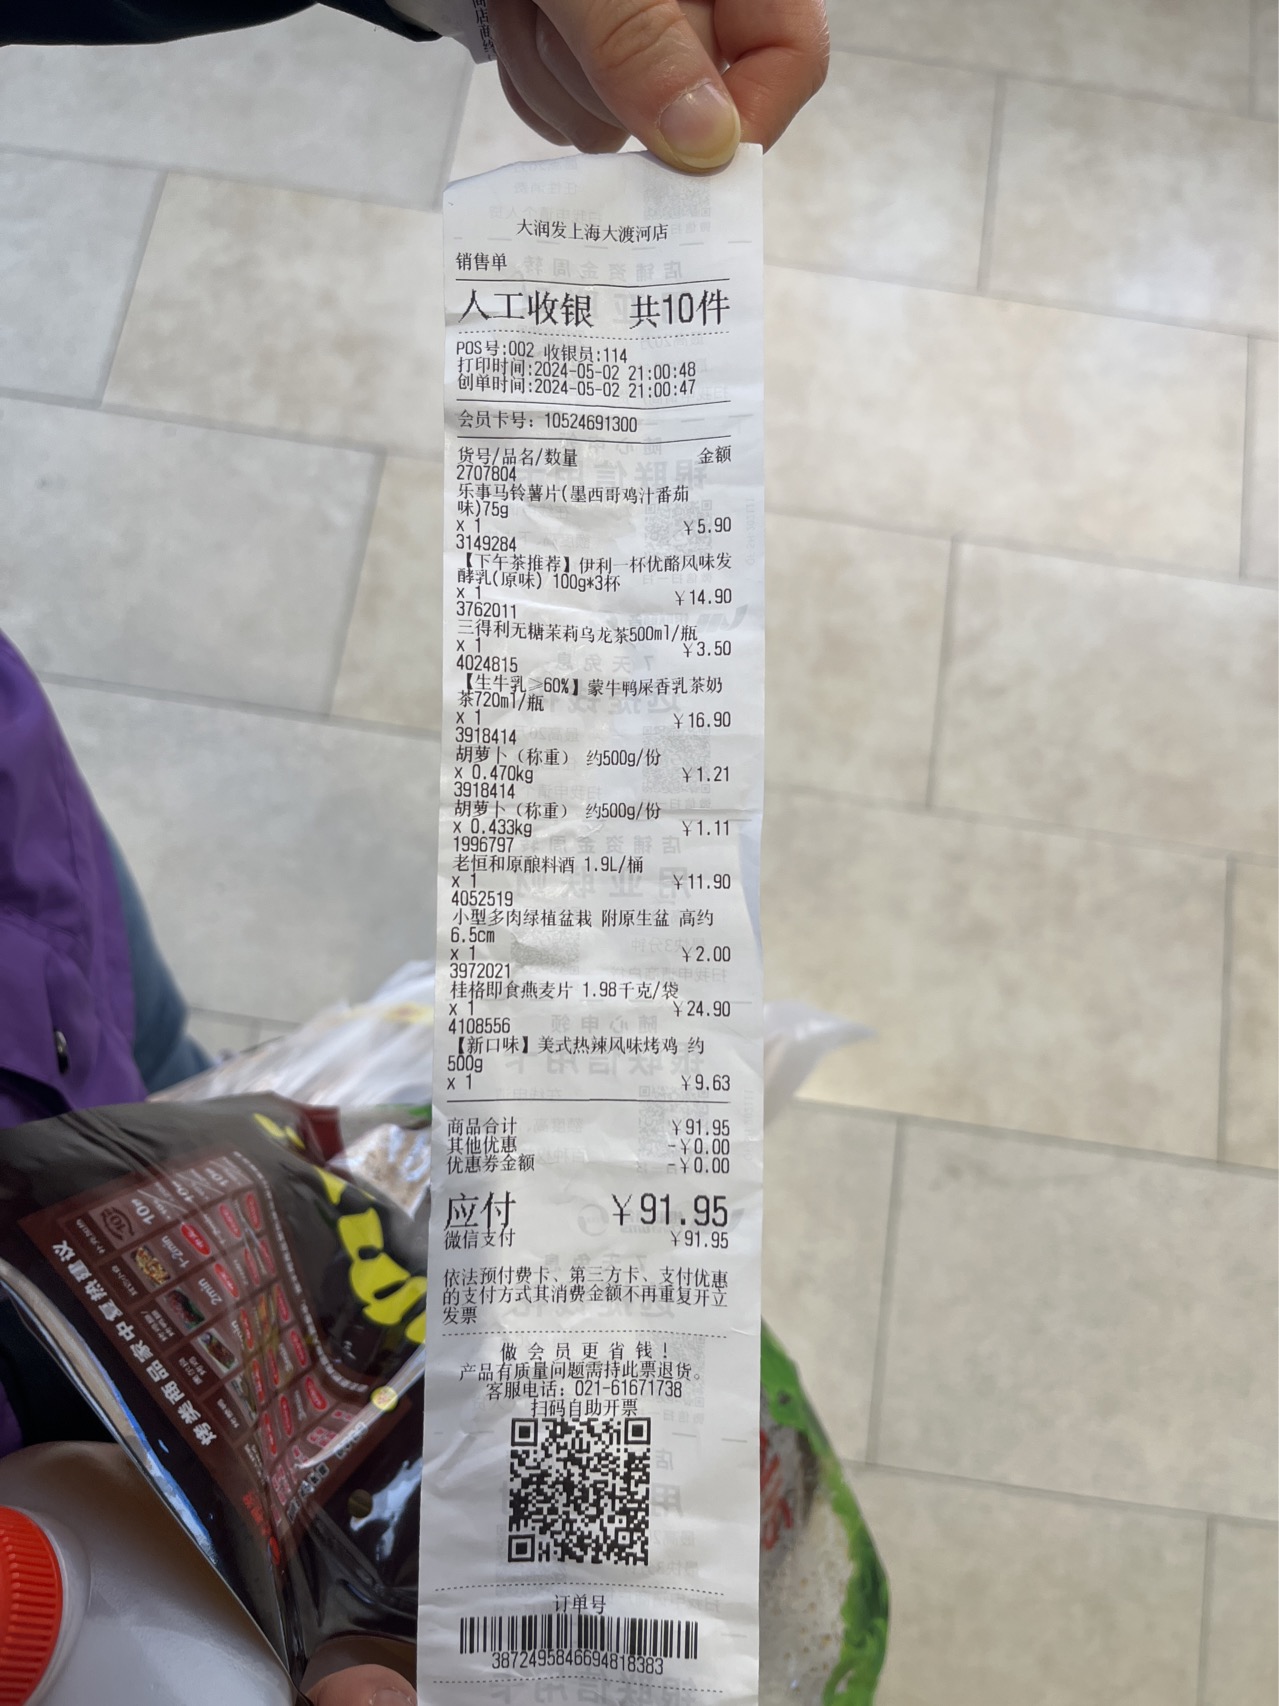 大润发上海大渡河店
销售单
人工收银 共10件
POS号:002 收银员:114
打印时间:2024-05-02 21:00:48
创单时间:2024-05-02 21:00:47
会员卡号: 10524691300
货号/品名/数量 金额
2707804
乐事马铃薯片(墨西哥鸡汁番茄
味)75g
x 1 ¥5.90
3149284
【下午茶推荐】伊利一杯优酪风味发
酵乳(原味) 100g*3杯
x 1 ¥14.90
3762011
三得利无糖茉莉乌龙茶500ml/瓶
x 1 ¥3.50
4024815
【生牛乳≥60%】蒙牛鸭屎香乳茶奶
茶720ml/瓶
x 1 ¥16.90
3918414
胡萝卜（称重） 约500g/份
x 0.470kg ¥1.21
3918414
胡萝卜（称重） 约500g/份
x 0.433kg ¥1.11
1996797
老恒和原酿料酒 1.9L/桶
x 1 ¥11.90
4052519
小型多肉绿植盆栽 附原生盆 高约
6.5cm
x 1 ¥2.00
3972021
桂格即食燕麦片 1.98千克/袋
x 1 ¥24.90
4108556
【新口味】美式热辣风味烤鸡 约
500g
x 1 ¥9.63
商品合计 ¥91.95
其他优惠 -¥0.00
优惠券金额 -¥0.00
应付 ¥91.95
微信支付 ¥91.95
依法预付费卡、第三方卡、支付优惠
的支付方式其消费金额不再重复开立
发票
做会员更省钱!
产品有质量问题需持此票退货。
客服电话: 021-61671738
扫码自助开票
订单号
3872495846694818383
烤类商品家中复热建议